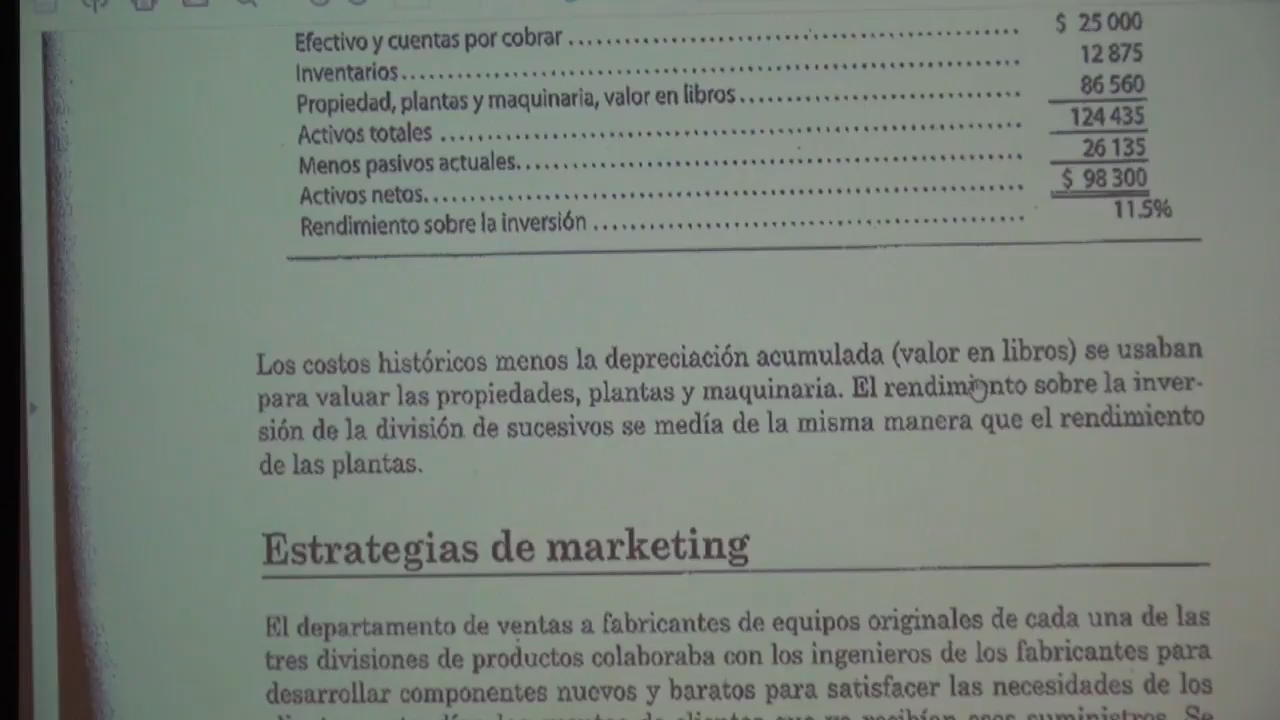 Efectivo y cuentas por cobrar ........................ $ 25 000
Inventarios........................ 12 875
Propiedad, plantas y maquinaria, valor en libros........................ 86 560
Activos totales ........................ 124 435
Menos pasivos actuales........................ 26 135
Activos netos........................ $ 98 300
Rendimiento sobre la inversión ........................ 11.5%
Los costos históricos menos la depreciación acumulada (valor en libros) se usaban
para valuar las propiedades, plantas y maquinaria. El rendimiento sobre la inver-
sión de la división de sucesivos se medía de la misma manera que el rendimiento
de las plantas.
Estrategias de marketing
El departamento de ventas a fabricantes de equipos originales de cada una de las
tres divisiones de productos colaboraba con los ingenieros de los fabricantes para
desarrollar componentes nuevos y baratos para satisfacer las necesidades de los